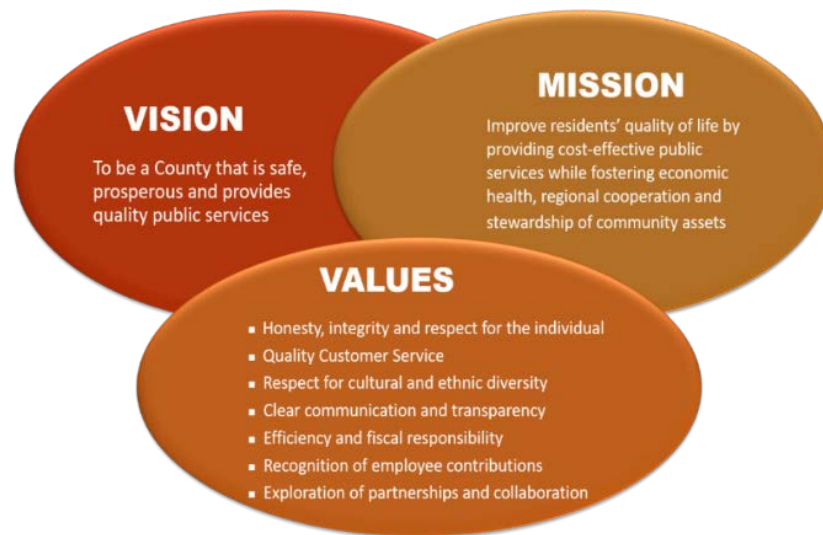 VISION
To be a County that is safe,
prosperous and provides
quality public services
MISSION
Improve residents’ quality of life by
providing cost-effective public
services while fostering economic
health, regional cooperation and
stewardship of community assets
VALUES
▪ Honesty, integrity and respect for the individual
▪ Quality Customer Service
▪ Respect for cultural and ethnic diversity
▪ Clear communication and transparency
▪ Efficiency and fiscal responsibility
▪ Recognition of employee contributions
▪ Exploration of partnerships and collaboration